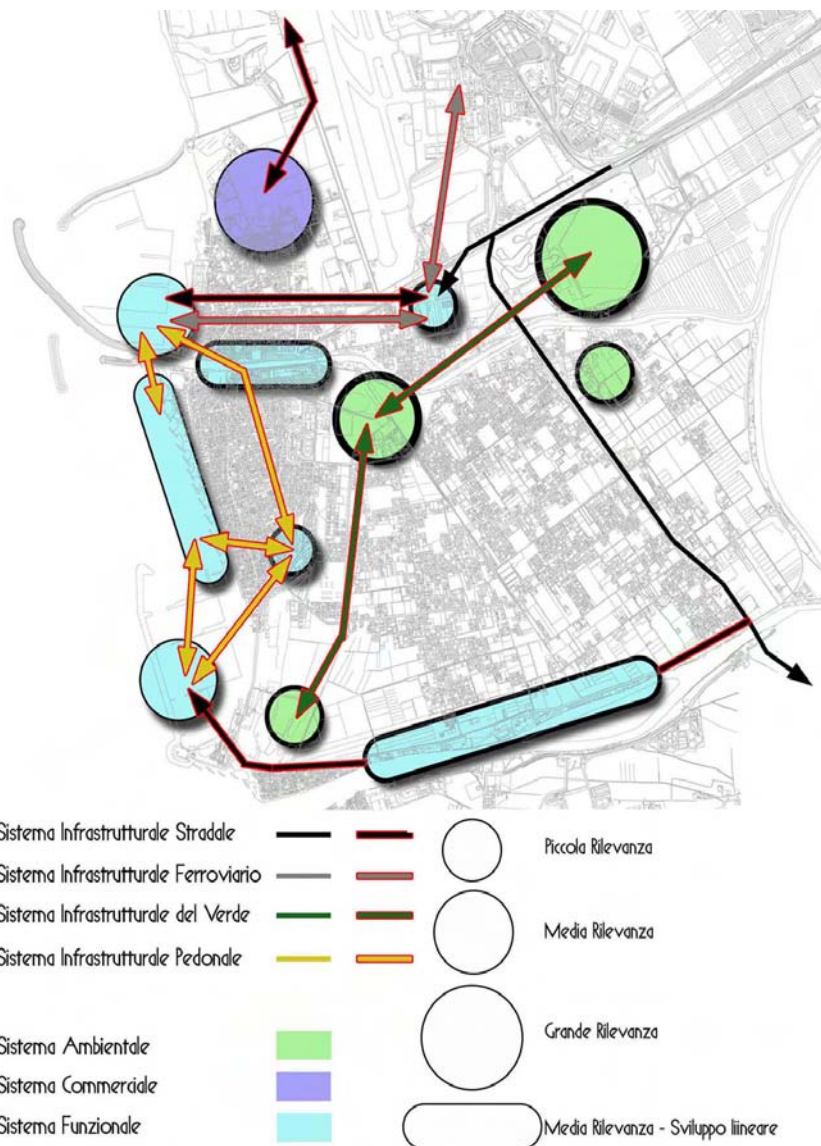 Sistema Infrastrutturale Stradale
Piccola Rilevanza
Sistema Infrastrutturale Ferroviario
Sistema Infrastrutturale del Verde
Media Rilevanza
Sistema Infrastrutturale Pedonale
Grande Rilevanza
Sistema Ambientale
Sistema Commerciale
Sistema Funzionale
Media Rilevanza - Sviluppo liineare